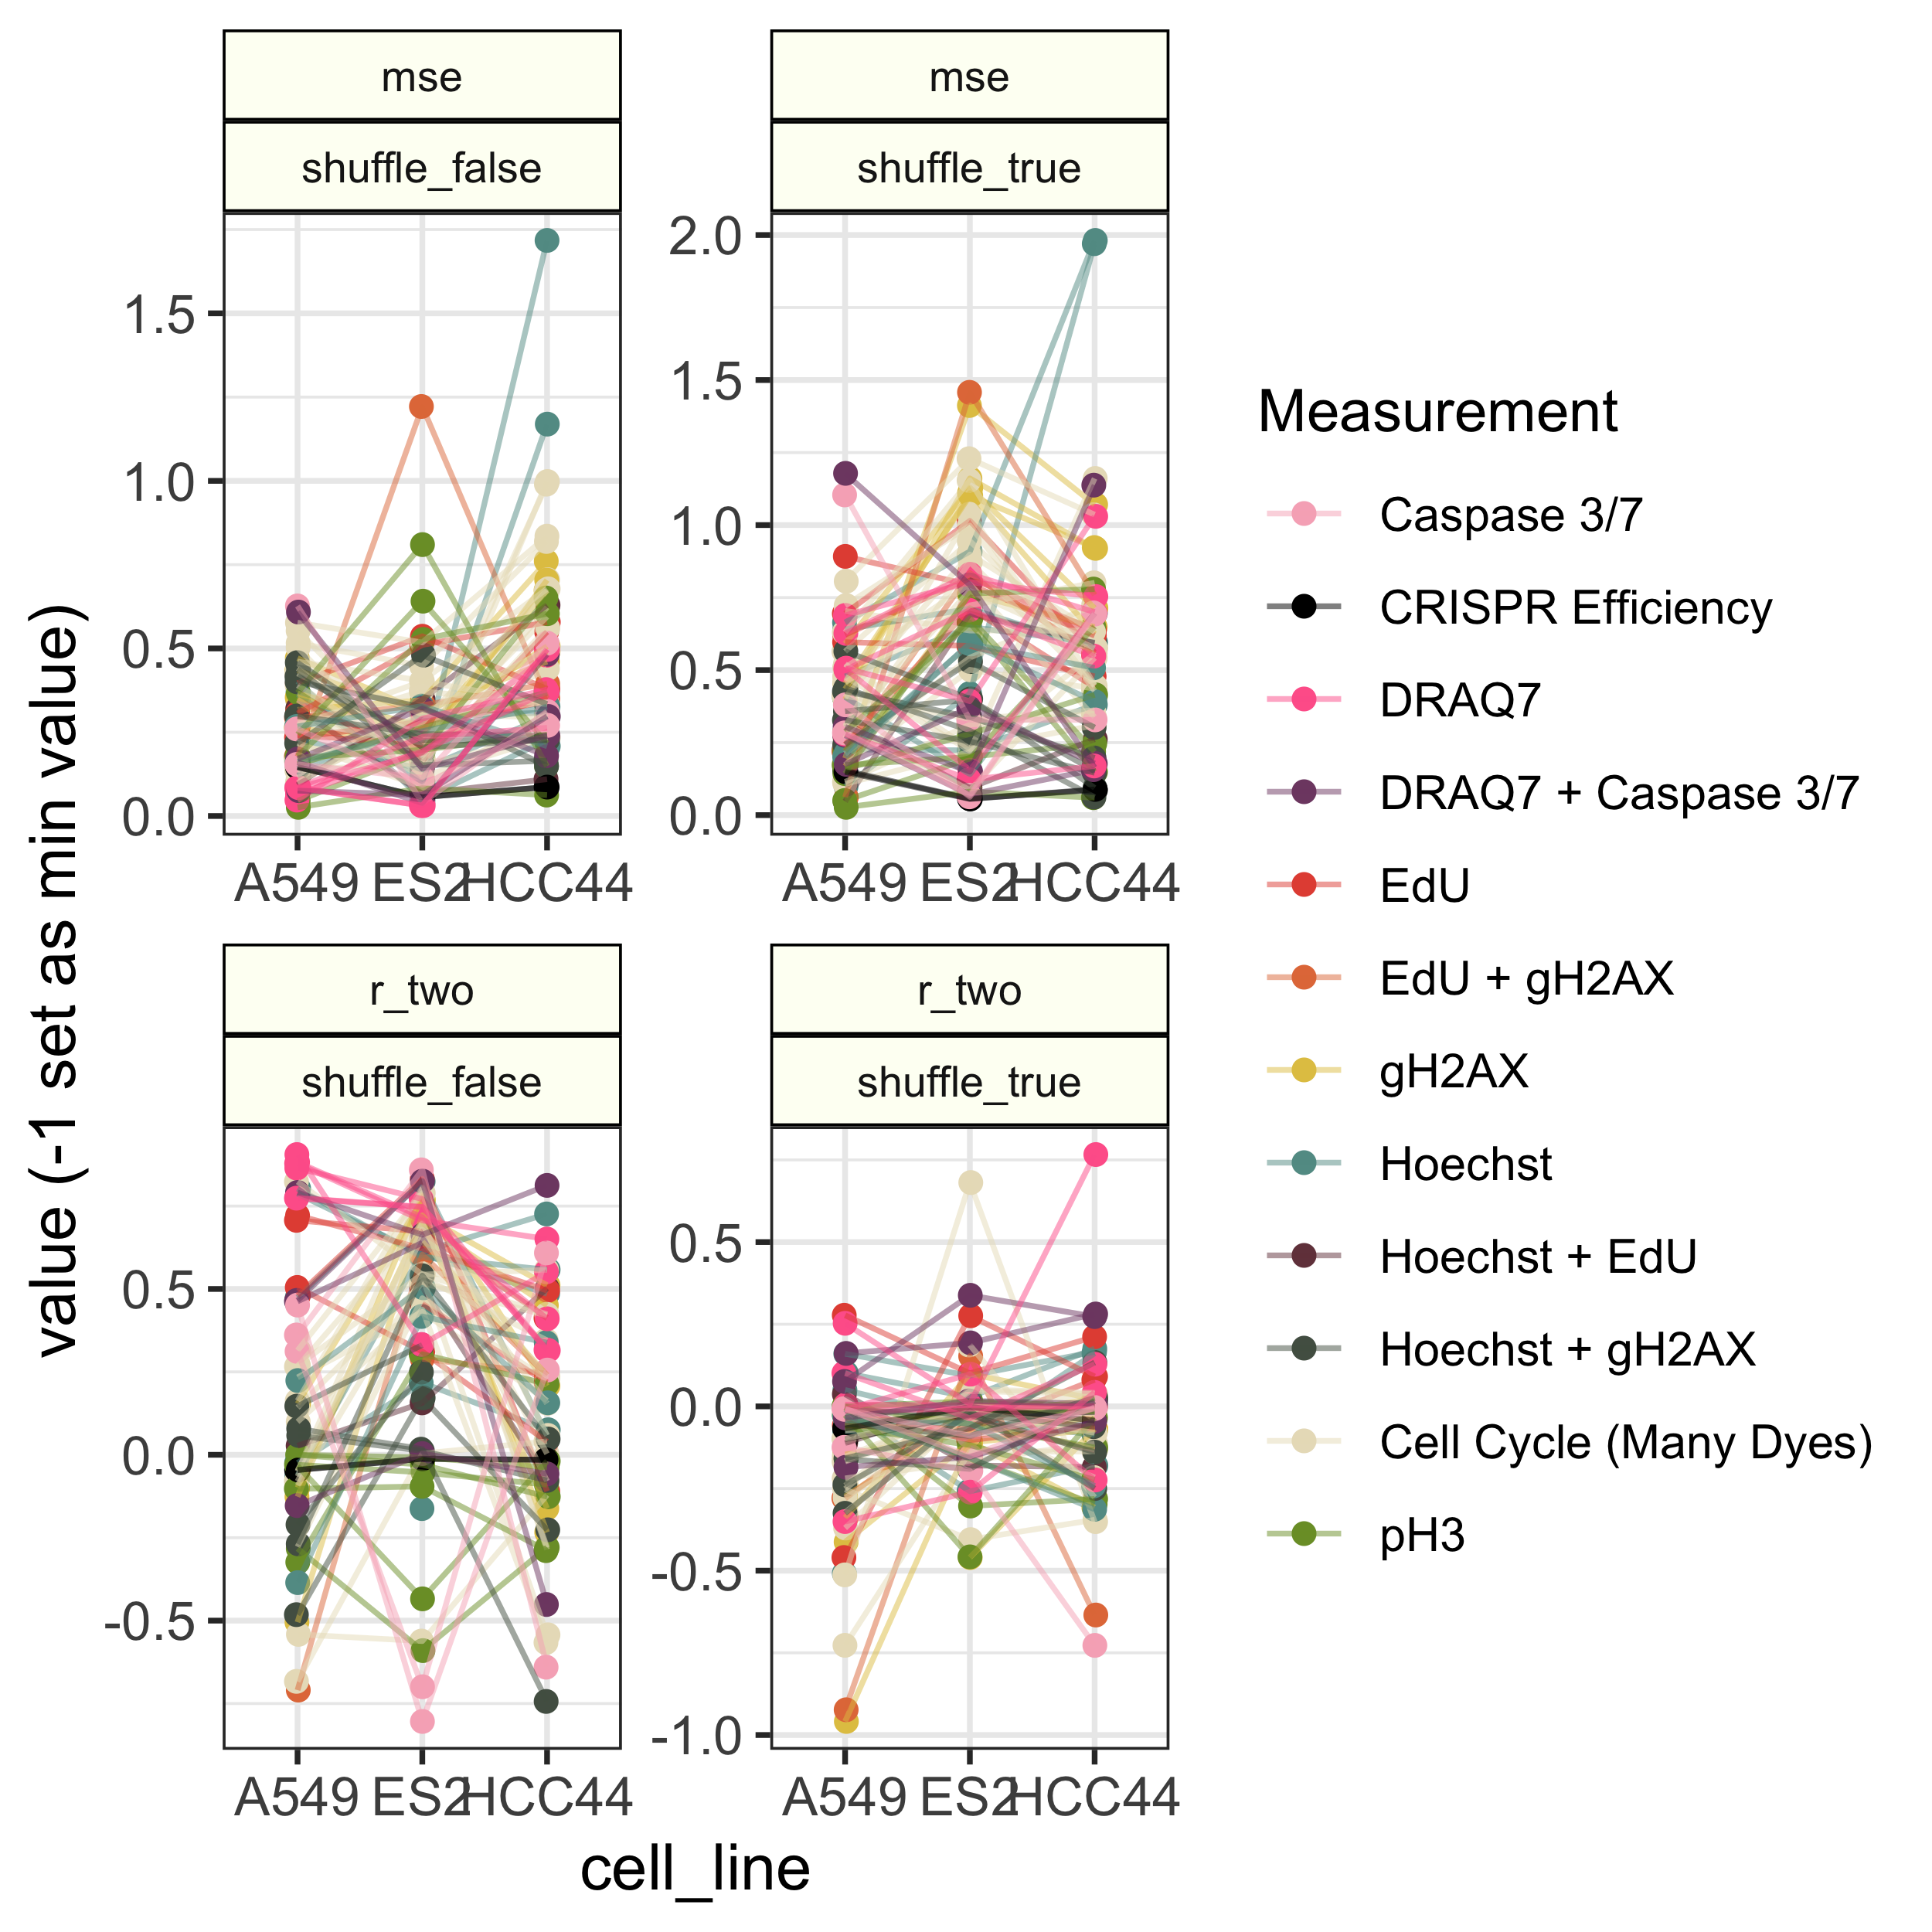 mse
mse
shuffle_false
shuffle_true
2.0
1.5
1.0
0.5
0.0
1.5
1.0
0.5
0.0
A549 ES2 HCC44
A549 ES2 HCC44
r_two
r_two
shuffle_false
shuffle_true
0.5
0.0
-0.5
0.5
0.0
-0.5
-1.0
A549 ES2 HCC44
A549 ES2 HCC44
cell_line
value (-1 set as min value)
Measurement
Caspase 3/7
CRISPR Efficiency
DRAQ7
DRAQ7 + Caspase 3/7
EdU
EdU + gH2AX
gH2AX
Hoechst
Hoechst + EdU
Hoechst + gH2AX
Cell Cycle (Many Dyes)
pH3